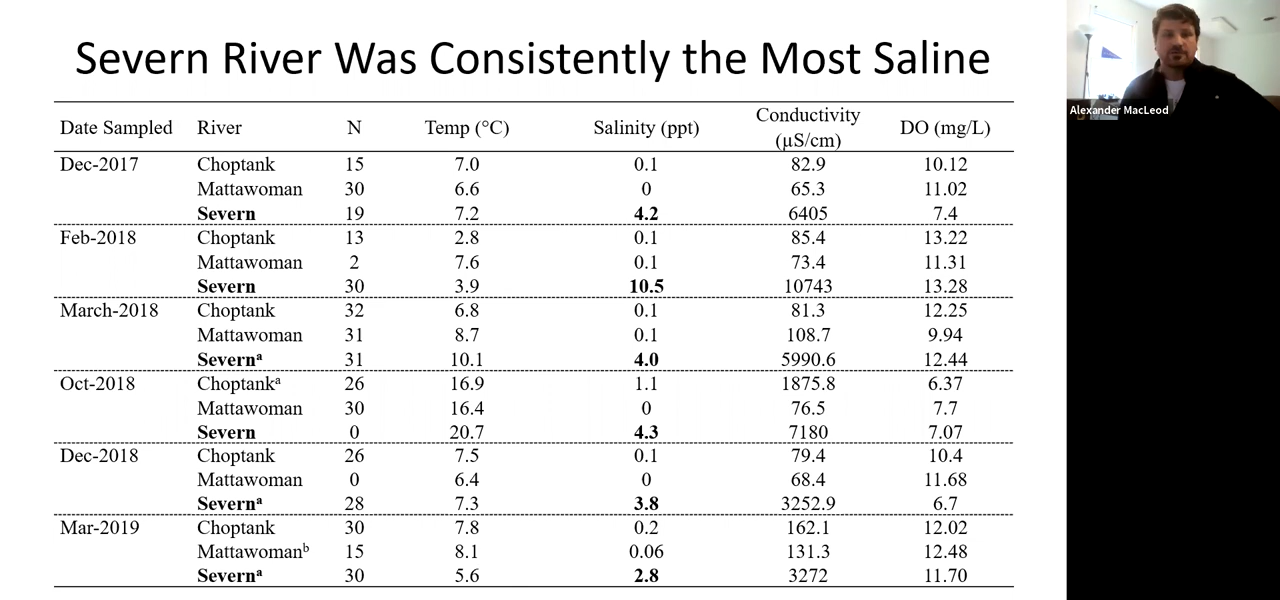 Severn River Was Consistently the Most Saline
Alexander MacLeod
Date Sampled River N Temp (°C) Salinity (ppt) Conductivity (µS/cm) DO (mg/L)
Dec-2017 Choptank 15 7.0 0.1 82.9 10.12
Mattawoman 30 6.6 0 65.3 11.02
Severn 19 7.2 4.2 6405 7.4
Feb-2018 Choptank 13 2.8 0.1 85.4 13.22
Mattawoman 2 7.6 0.1 73.4 11.31
Severn 30 3.9 10.5 10743 13.28
March-2018 Choptank 32 6.8 0.1 81.3 12.25
Mattawoman 31 8.7 0.1 108.7 9.94
Severnᵃ 31 10.1 4.0 5990.6 12.44
Oct-2018 Choptankᵃ 26 16.9 1.1 1875.8 6.37
Mattawoman 30 16.4 0 76.5 7.7
Severn 0 20.7 4.3 7180 7.07
Dec-2018 Choptank 26 7.5 0.1 79.4 10.4
Mattawoman 0 6.4 0 68.4 11.68
Severnᵃ 28 7.3 3.8 3252.9 6.7
Mar-2019 Choptank 30 7.8 0.2 162.1 12.02
Mattawomanᵇ 15 8.1 0.06 131.3 12.48
Severnᵃ 30 5.6 2.8 3272 11.70